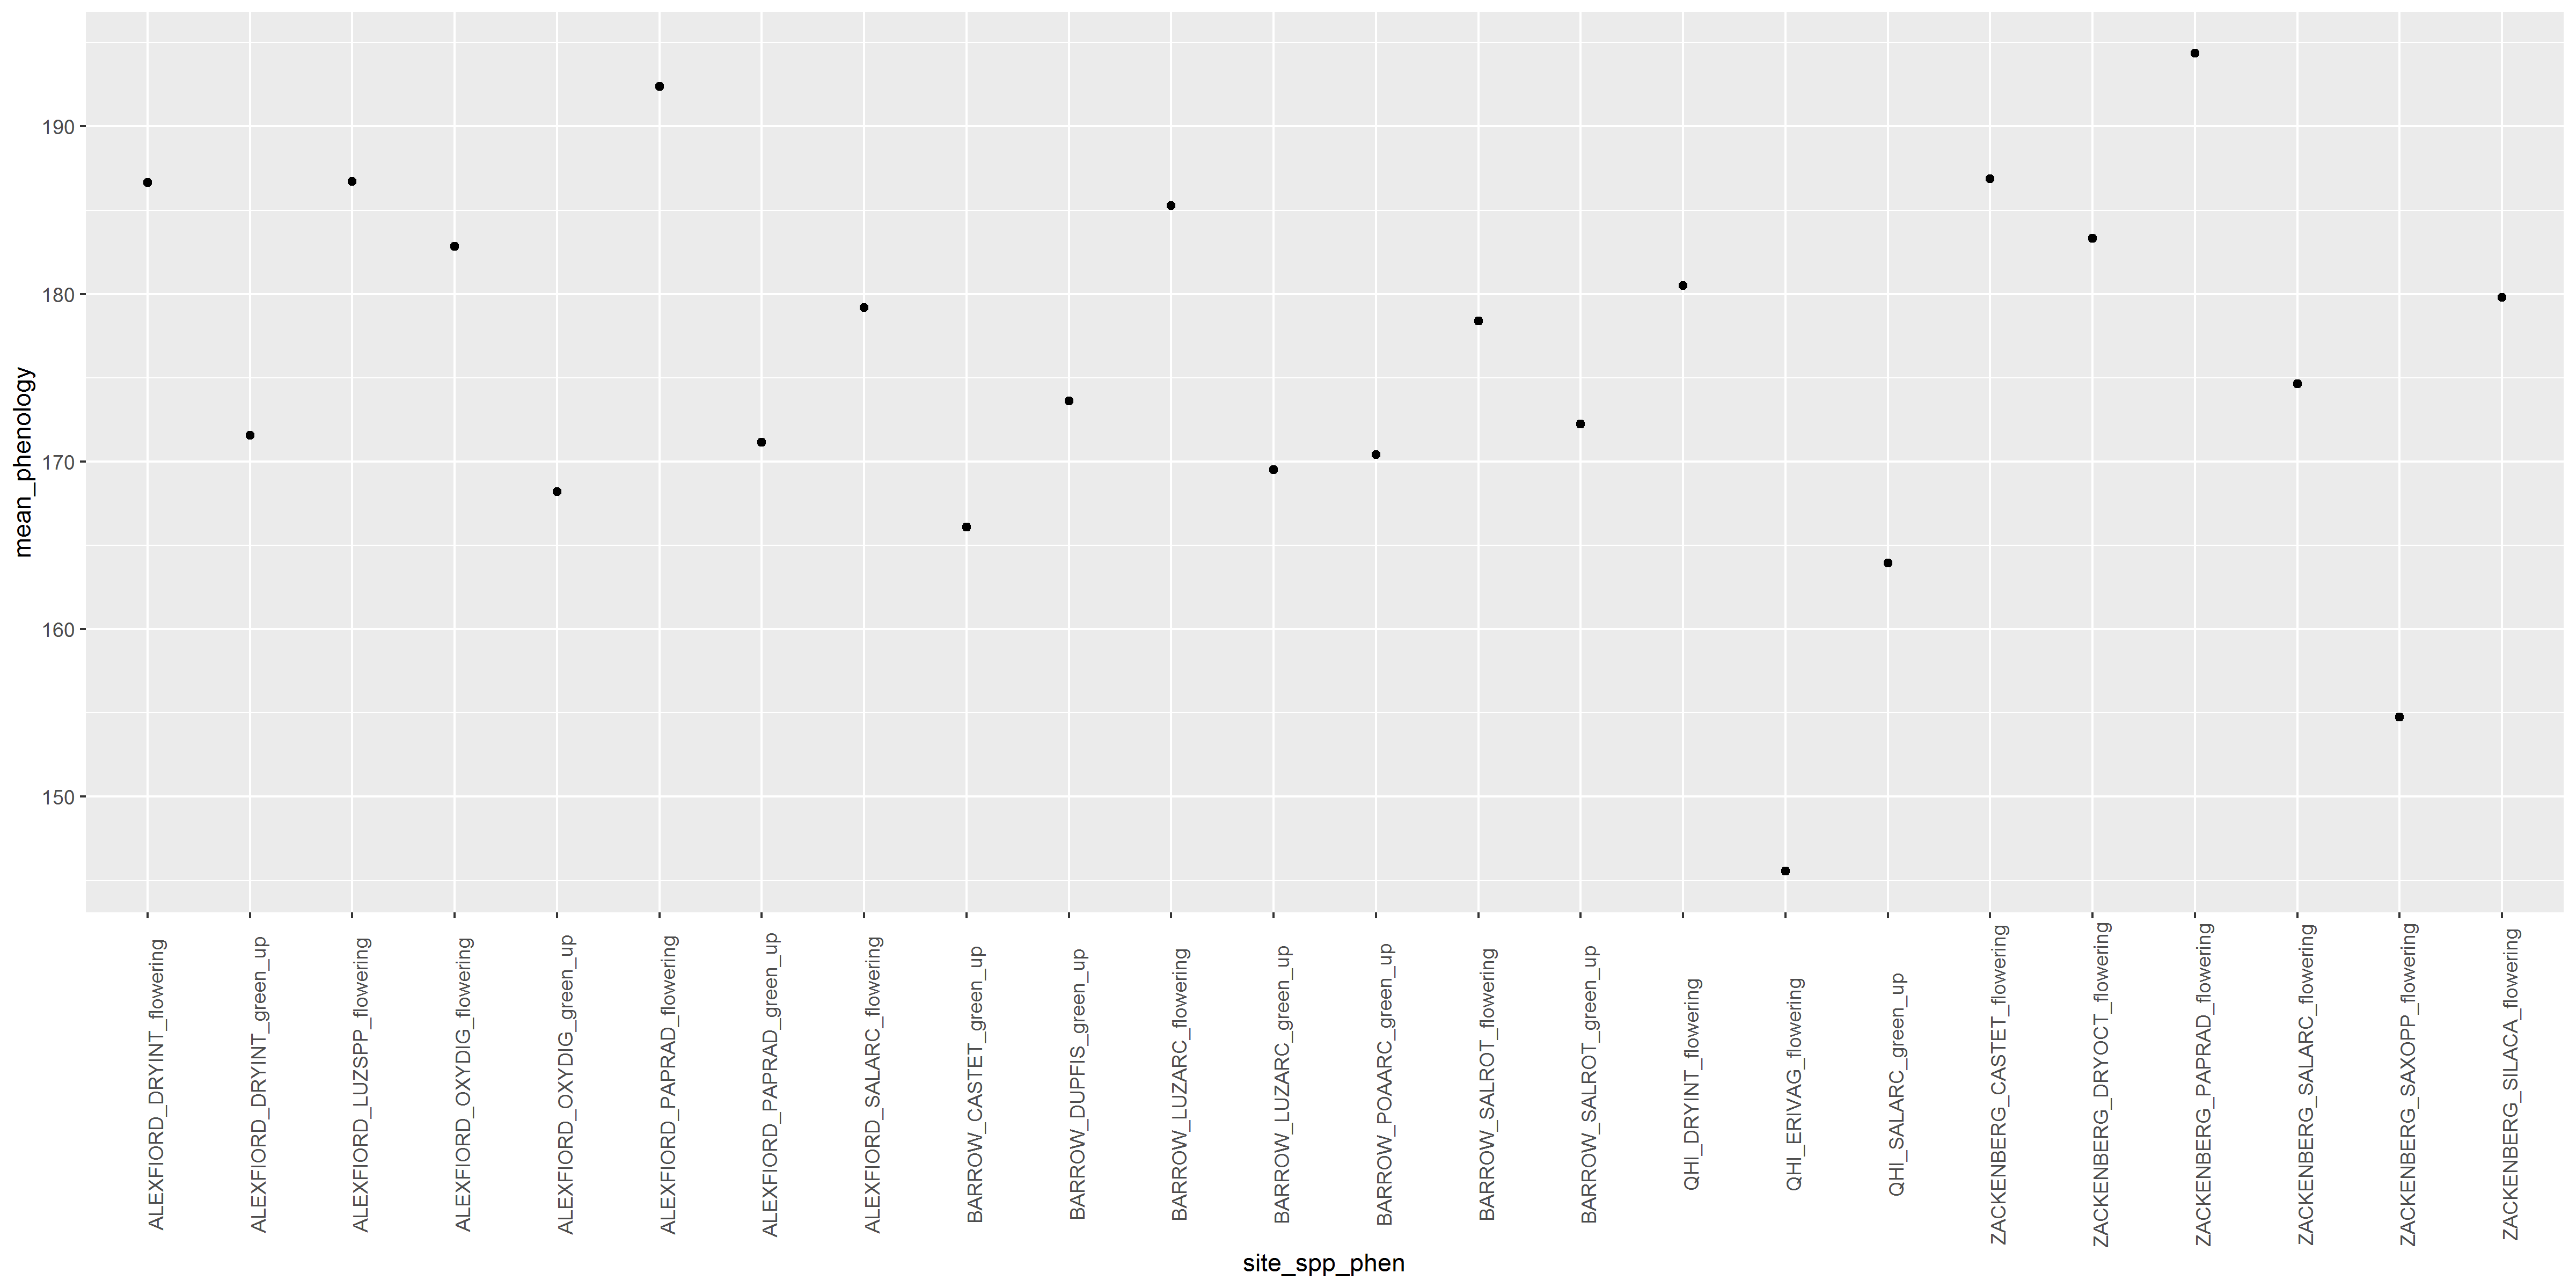 mean_phenology
190
180
170
160
150
ALEXFIORD_DRYINT_flowering
ALEXFIORD_DRYINT_green_up
ALEXFIORD_LUZSPP_flowering
ALEXFIORD_OXYDIG_flowering
ALEXFIORD_OXYDIG_green_up
ALEXFIORD_PAPRAD_flowering
ALEXFIORD_PAPRAD_green_up
ALEXFIORD_SALARC_flowering
BARROW_CASTET_green_up
BARROW_DUPFIS_green_up
BARROW_LUZARC_flowering
BARROW_LUZARC_green_up
BARROW_POAARC_green_up
BARROW_SALROT_flowering
BARROW_SALROT_green_up
QHI_DRYINT_flowering
QHI_ERIVAG_flowering
QHI_SALARC_green_up
ZACKENBERG_CASTET_flowering
ZACKENBERG_DRYOCT_flowering
ZACKENBERG_PAPRAD_flowering
ZACKENBERG_SALARC_flowering
ZACKENBERG_SAXOPP_flowering
ZACKENBERG_SILACA_flowering
site_spp_phen